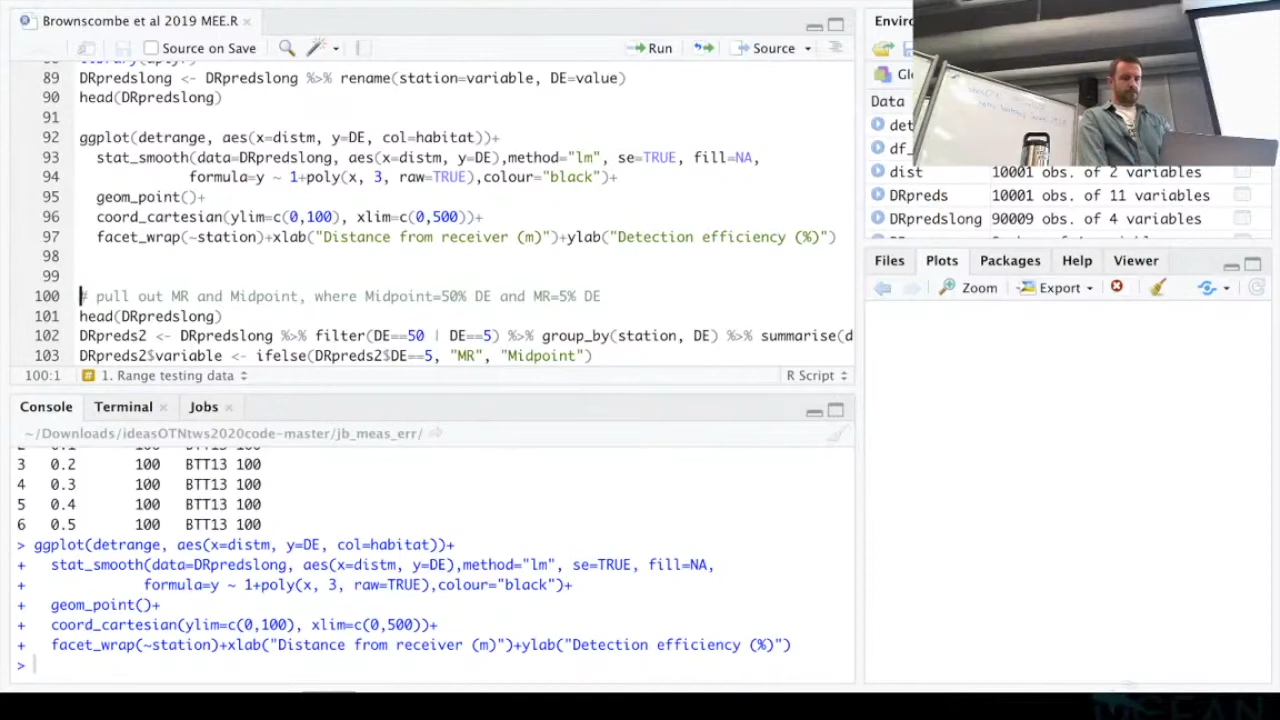 Brownscombe et al 2019 MEE.R
Source on Save
Run
Source
library(dplyr)
89 DRpredslong <- DRpredslong %>% rename(station=variable, DE=value)
90 head(DRpredslong)
91
92 ggplot(detrange, aes(x=distm, y=DE, col=habitat))+
93 stat_smooth(data=DRpredslong, aes(x=distm, y=DE),method="lm", se=TRUE, fill=NA,
94 formula=y ~ 1+poly(x, 3, raw=TRUE),colour="black")+
95 geom_point()+
96 coord_cartesian(ylim=c(0,100), xlim=c(0,500))+
97 facet_wrap(~station)+xlab("Distance from receiver (m)")+ylab("Detection efficiency (%)")
98
99
100 # pull out MR and Midpoint, where Midpoint=50% DE and MR=5% DE
101 head(DRpredslong)
102 DRpreds2 <- DRpredslong %>% filter(DE==50 | DE==5) %>% group_by(station, DE) %>% summarise(d
103 DRpreds2$variable <- ifelse(DRpreds2$DE==5, "MR", "Midpoint")
100:1 1. Range testing data R Script
Console Terminal Jobs
~/Downloads/ideasOTNtws2020code-master/jb_meas_err/
3 0.2 100 BTT13 100
4 0.3 100 BTT13 100
5 0.4 100 BTT13 100
6 0.5 100 BTT13 100
> ggplot(detrange, aes(x=distm, y=DE, col=habitat))+
+ stat_smooth(data=DRpredslong, aes(x=distm, y=DE),method="lm", se=TRUE, fill=NA,
+ formula=y ~ 1+poly(x, 3, raw=TRUE),colour="black")+
+ geom_point()+
+ coord_cartesian(ylim=c(0,100), xlim=c(0,500))+
+ facet_wrap(~station)+xlab("Distance from receiver (m)")+ylab("Detection efficiency (%)")
>
Enviro
Glo
Data
det
df_
dist 10001 obs. of 2 variables
DRpreds 10001 obs. of 11 variables
DRpredslong 90009 obs. of 4 variables
Files Plots Packages Help Viewer
Zoom Export